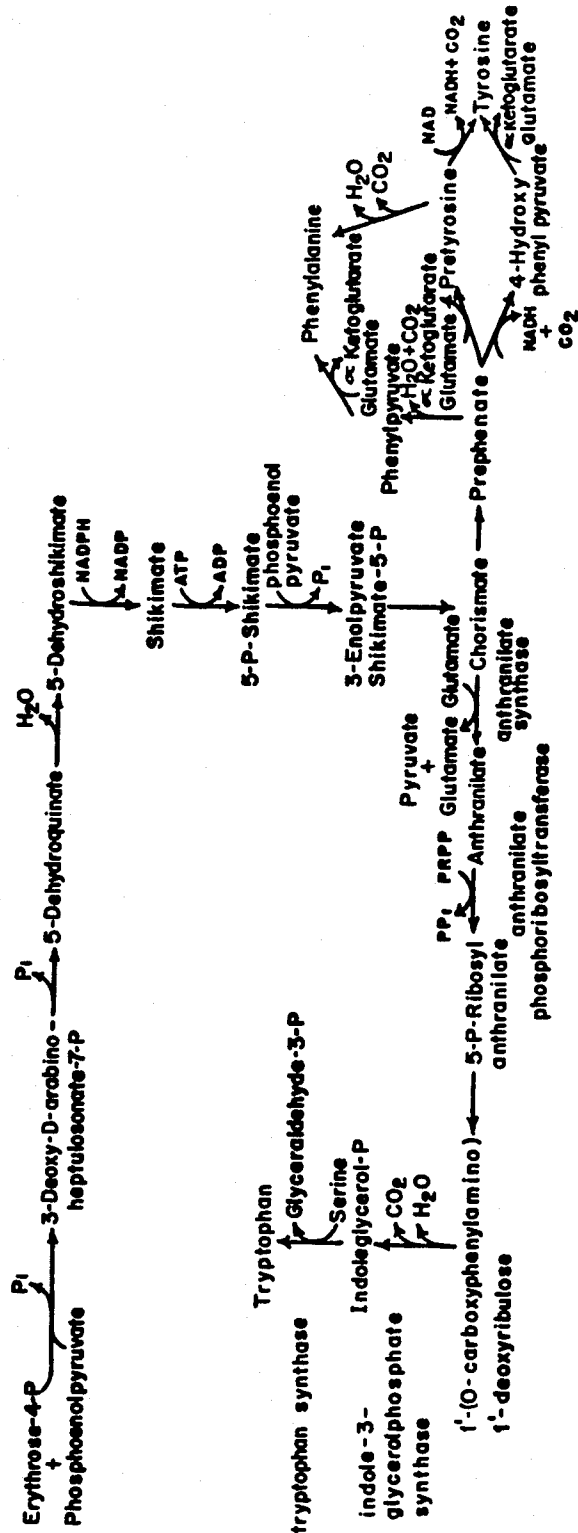 Erythrose-4-P
+
Phosphoenolpyruvate
Pi
3-Deoxy-D-arabino-
heptulosonate-7-P
Pi
5-Dehydroquinate
H2O
5-Dehydroshikimate
NADPH
NADP
Shikimate
ATP
ADP
5-P-Shikimate
phosphoenol
pyruvate
Pi
3-Enolpyruvate
Shikimate-5-P
Chorismate
Prephenate
H2O+CO2
Phenylpyruvate
Glutamate
∝Ketoglutarate
Phenylalanine
Glutamate
∝Ketoglutarate
Pretyrosine
H2O
CO2
NAD
NADH+CO2
Tyrosine
NADH
+
CO2
4-Hydroxy
phenyl pyruvate
∝Ketoglutarate
glutamate
Glutamate
Pyruvate
+
Glutamate
anthranilate
synthase
Anthranilate
PRPP
PPi
anthranilate
phosphoribosyltransferase
5-P-Ribosyl
anthranilate
1'-(O-carboxyphenylamino)
1'-deoxyribulose
CO2
H2O
indole-3-
glycerolphosphate
synthase
Indoleglycerol-P
Serine
Glyceraldehyde-3-P
tryptophan synthase
Tryptophan